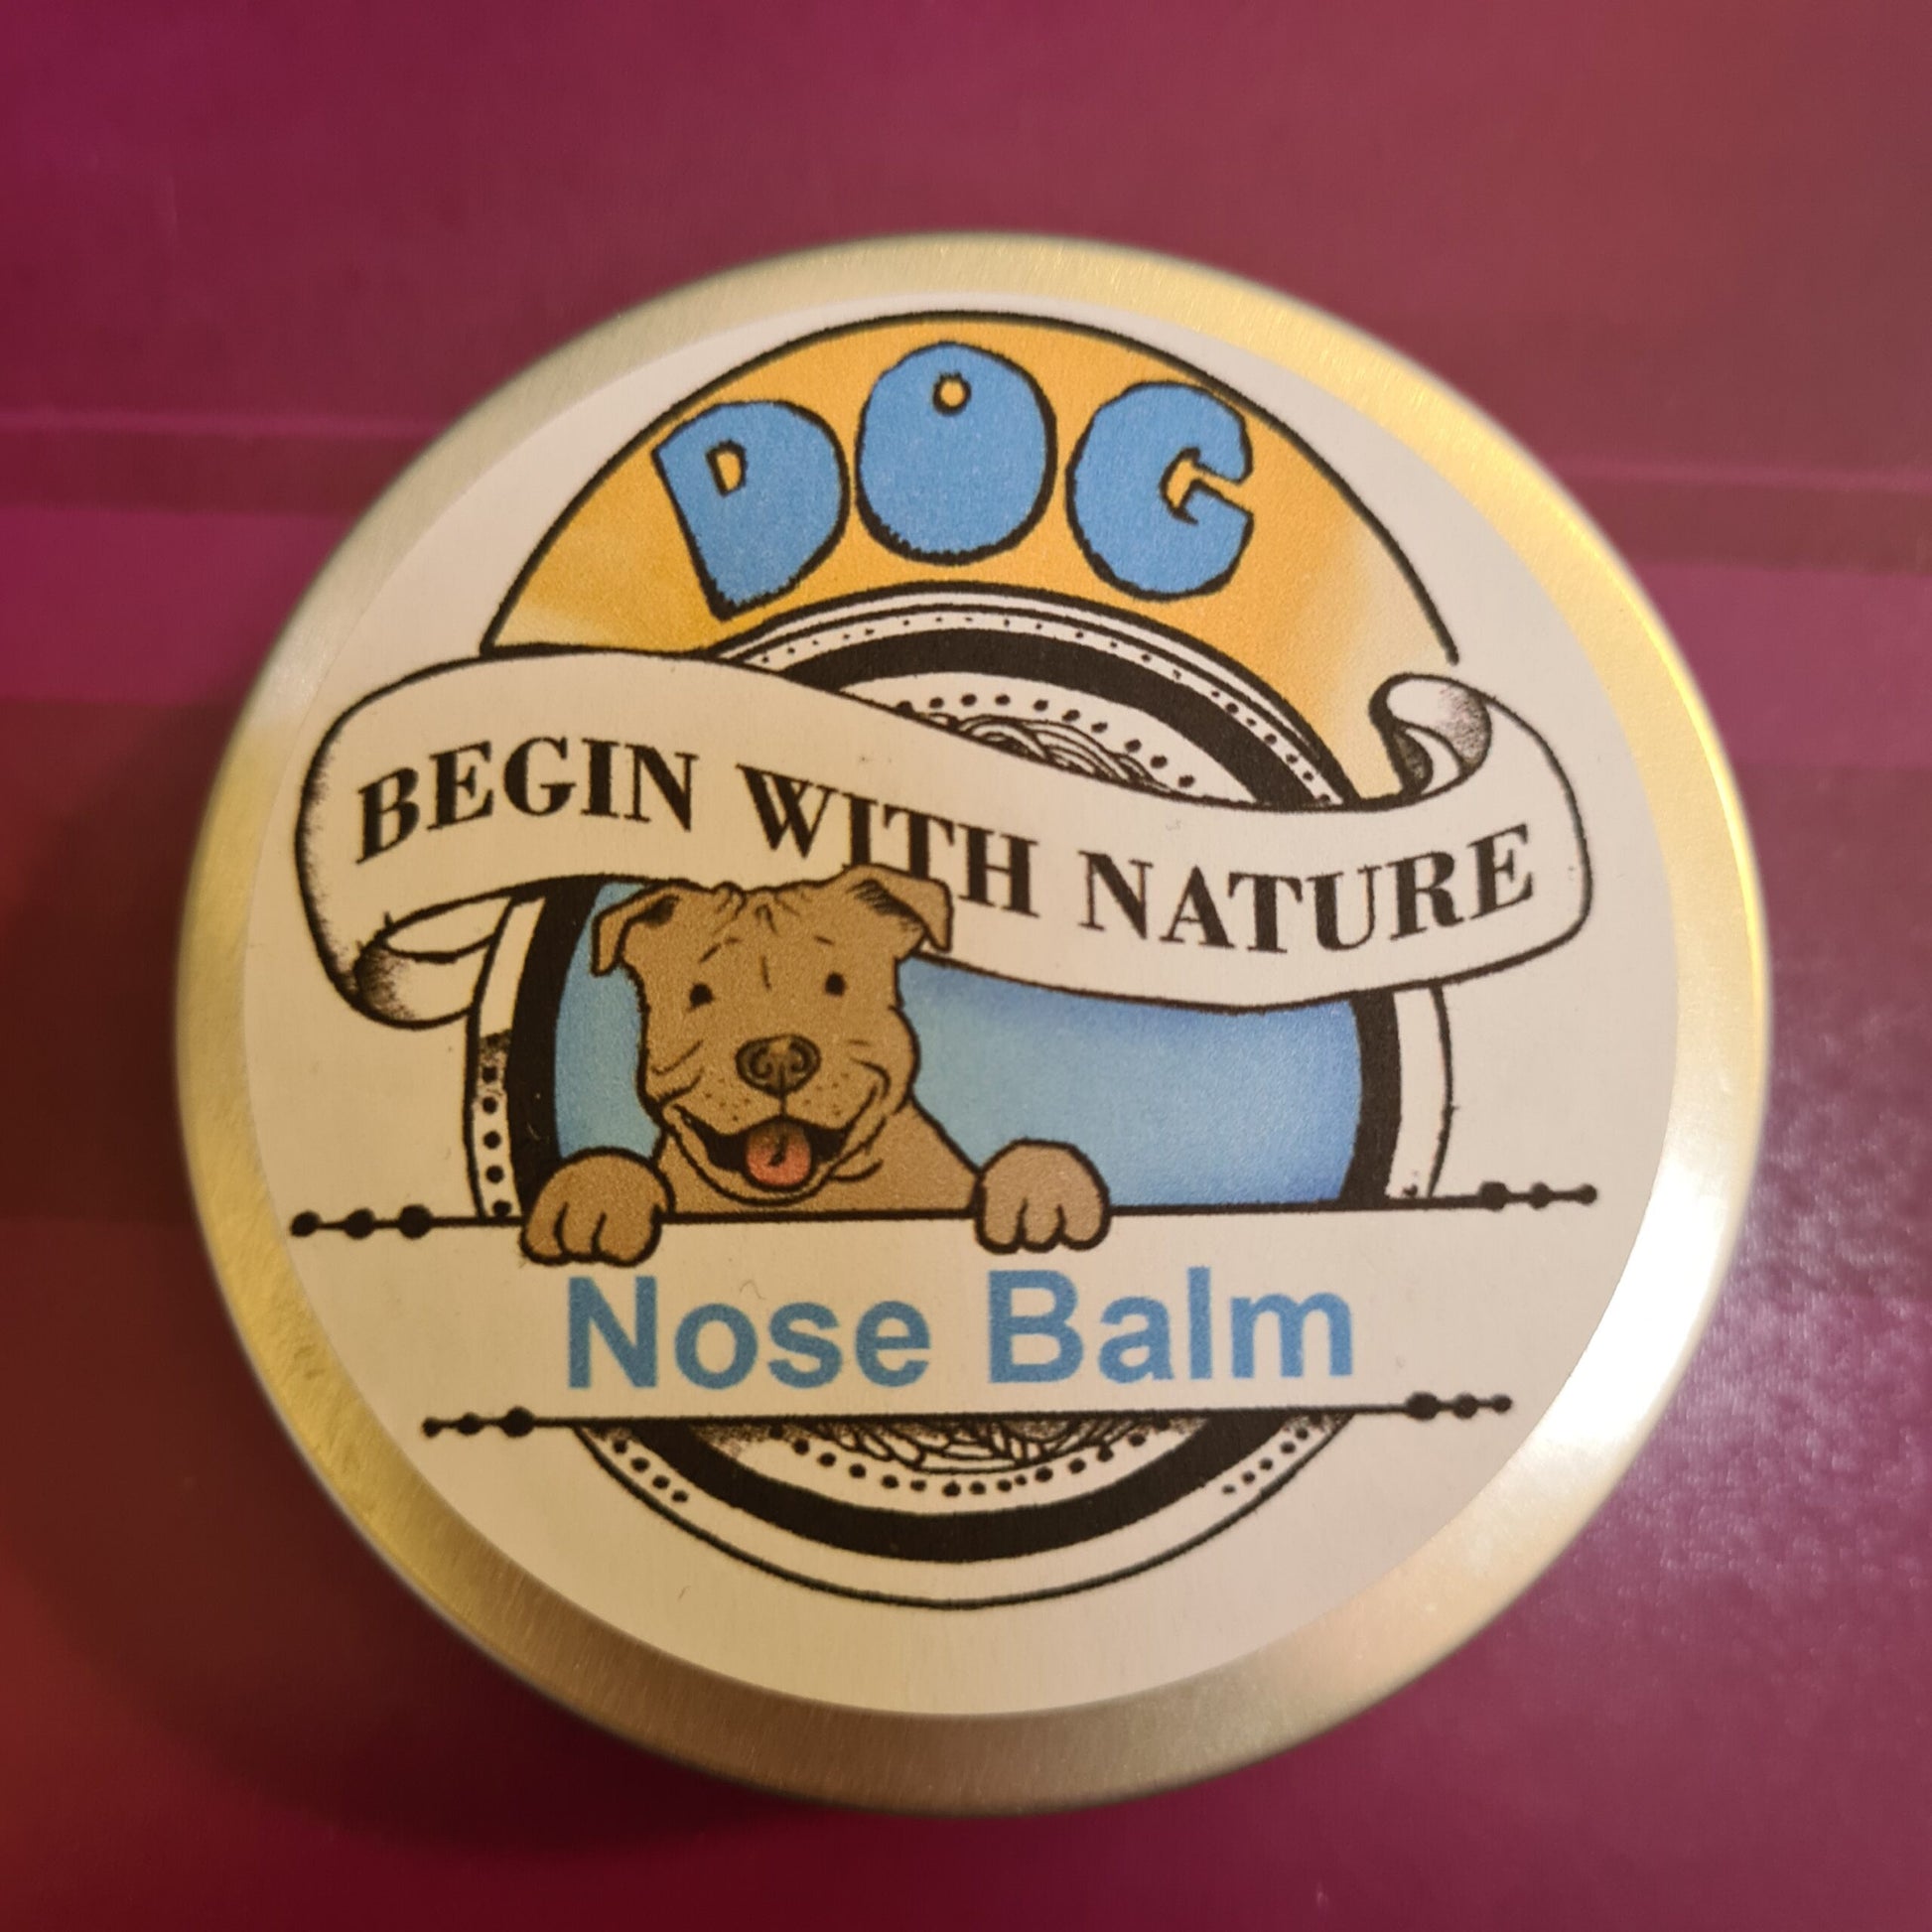 DOG
BEGIN WITH NATURE
Nose Balm